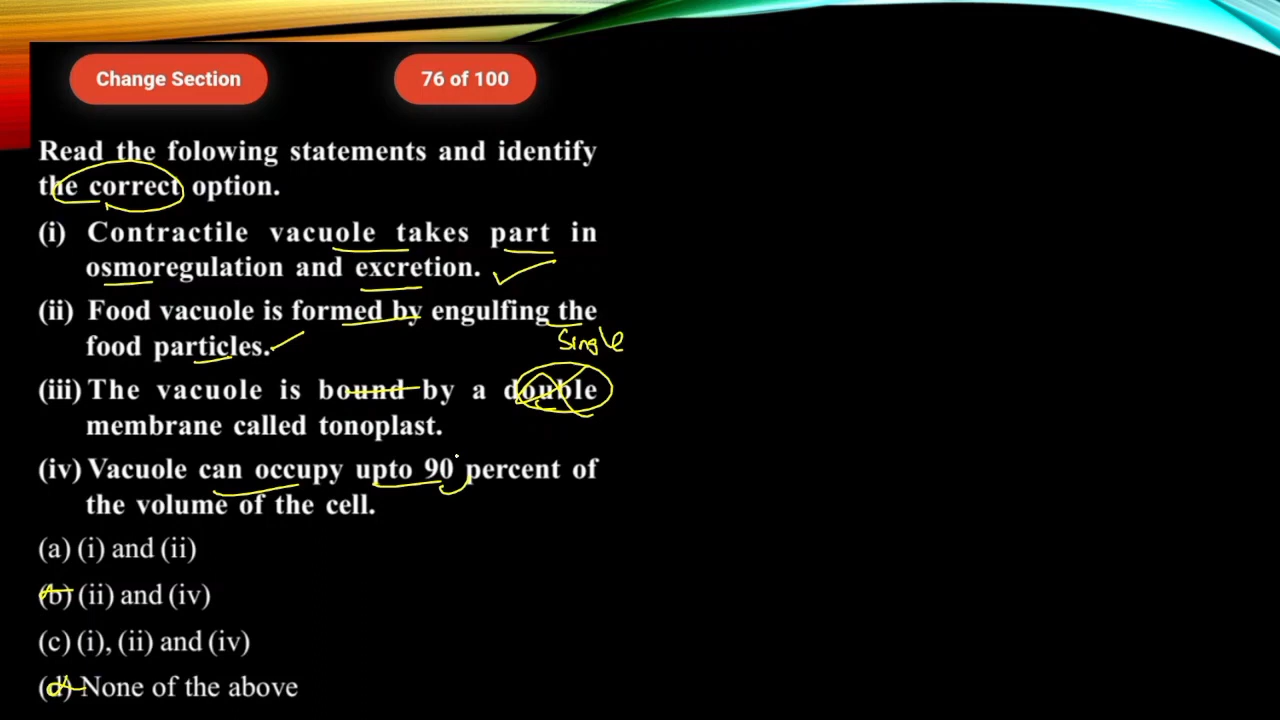 Change Section
76 of 100
Read the folowing statements and identify
the correct option.
(i) Contractile vacuole takes part in
osmoregulation and excretion.
(ii) Food vacuole is formed by engulfing the
food particles.
Single
(iii) The vacuole is bound by a double
membrane called tonoplast.
(iv) Vacuole can occupy upto 90 percent of
the volume of the cell.
(a) (i) and (ii)
(b) (ii) and (iv)
(c) (i), (ii) and (iv)
(d) None of the above